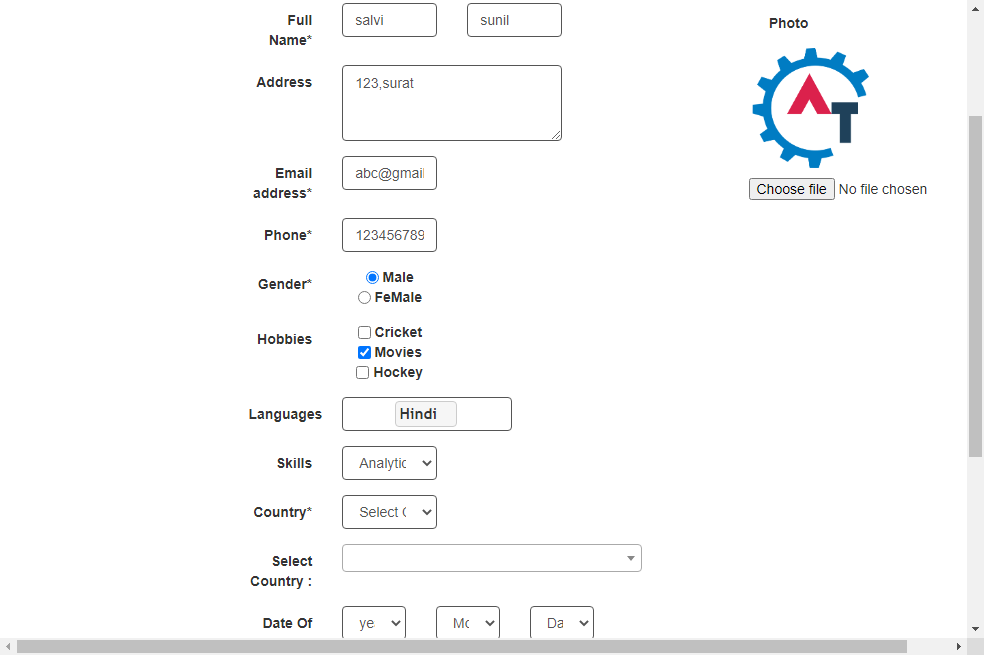 Full Name* salvi sunil
Photo
Address 123,surat
AT
Email address* abc@gmail
Choose file No file chosen
Phone* 123456789
Gender* Male
FeMale
Hobbies Cricket
Movies
Hockey
Languages Hindi
Skills Analytic
Country* Select C
Select Country :
Date Of ye Mo Da